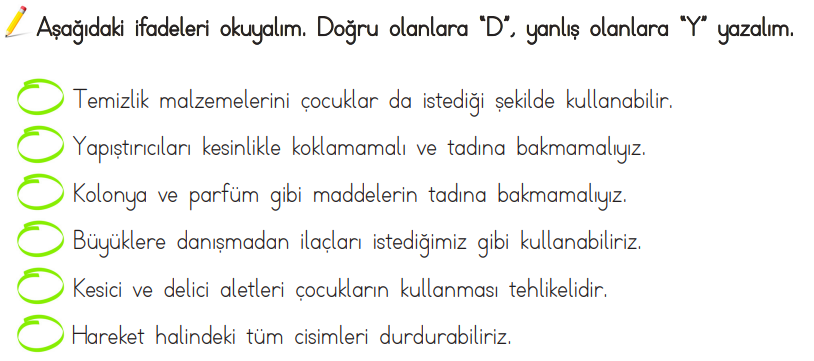 Aşağıdaki ifadeleri okuyalım. Doğru olanlara “D”, yanlış olanlara “Y” yazalım.
Temizlik malzemelerini çocuklar da istediği şekilde kullanabilir.
Yapıştırıcıları kesinlikle koklamamalı ve tadına bakmamalıyız.
Kolonya ve parfüm gibi maddelerin tadına bakmamalıyız.
Büyüklere danışmadan ilaçları istediğimiz gibi kullanabiliriz.
Kesici ve delici aletleri çocukların kullanması tehlikelidir.
Hareket halindeki tüm cisimleri durdurabiliriz.